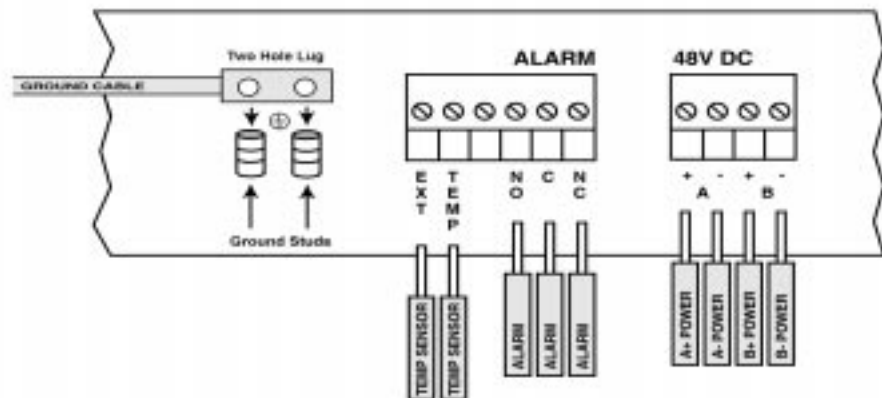 Two Hole Lug
ALARM
48V DC
GROUND CABLE
EXT
TEMP
NO
C
NC
+ - + -
A B
Ground Studs
TEMP SENSOR
TEMP SENSOR
ALARM
ALARM
ALARM
A+ POWER
A- POWER
B+ POWER
B- POWER